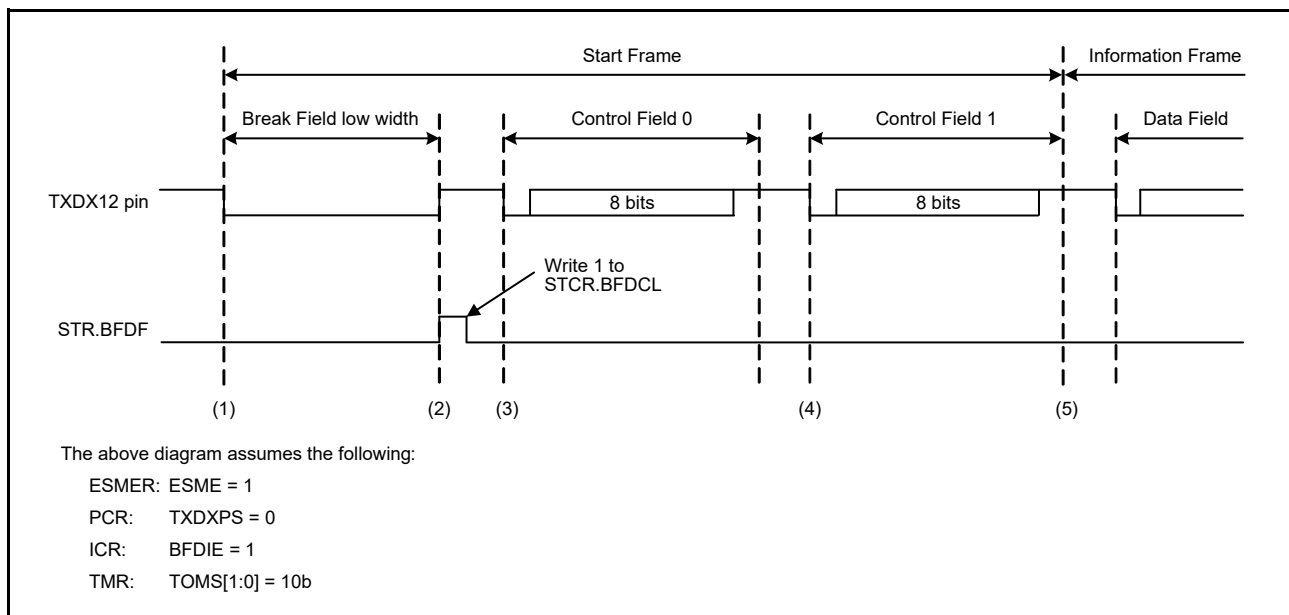 Start Frame
Information Frame
Break Field low width
Control Field 0
Control Field 1
Data Field
TXDX12 pin
8 bits
8 bits
Write 1 to
STCR.BFDCL
STR.BFDF
(1)
(2)
(3)
(4)
(5)
The above diagram assumes the following:
ESMER: ESME = 1
PCR: TXDXPS = 0
ICR: BFDIE = 1
TMR: TOMS[1:0] = 10b